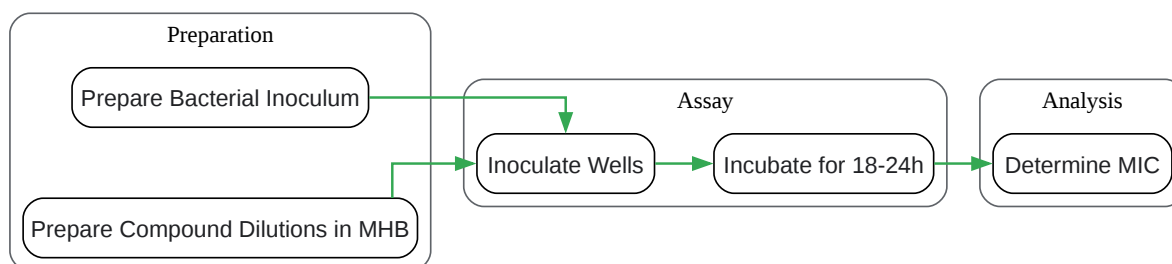 Preparation
Prepare Bacterial Inoculum
Prepare Compound Dilutions in MHB
Assay
Inoculate Wells
Incubate for 18-24h
Analysis
Determine MIC